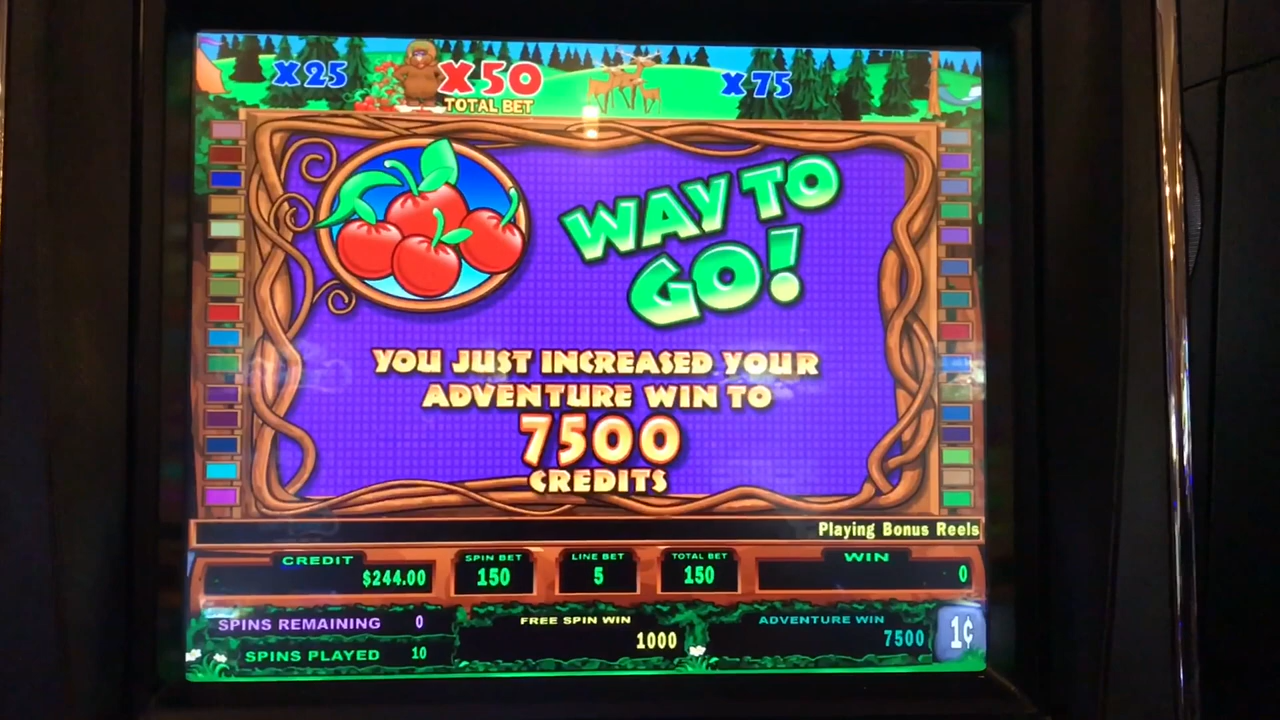 X25
X50
TOTAL BET
X75
WAY TO
GO!
YOU JUST INCREASED YOUR
ADVENTURE WIN TO
7500
CREDITS
Playing Bonus Reels
CREDIT
$244.00
SPIN BET
150
LINE BET
5
TOTAL BET
150
WIN
0
SPINS REMAINING 0
SPINS PLAYED 10
FREE SPIN WIN
1000
ADVENTURE WIN
7500
1¢